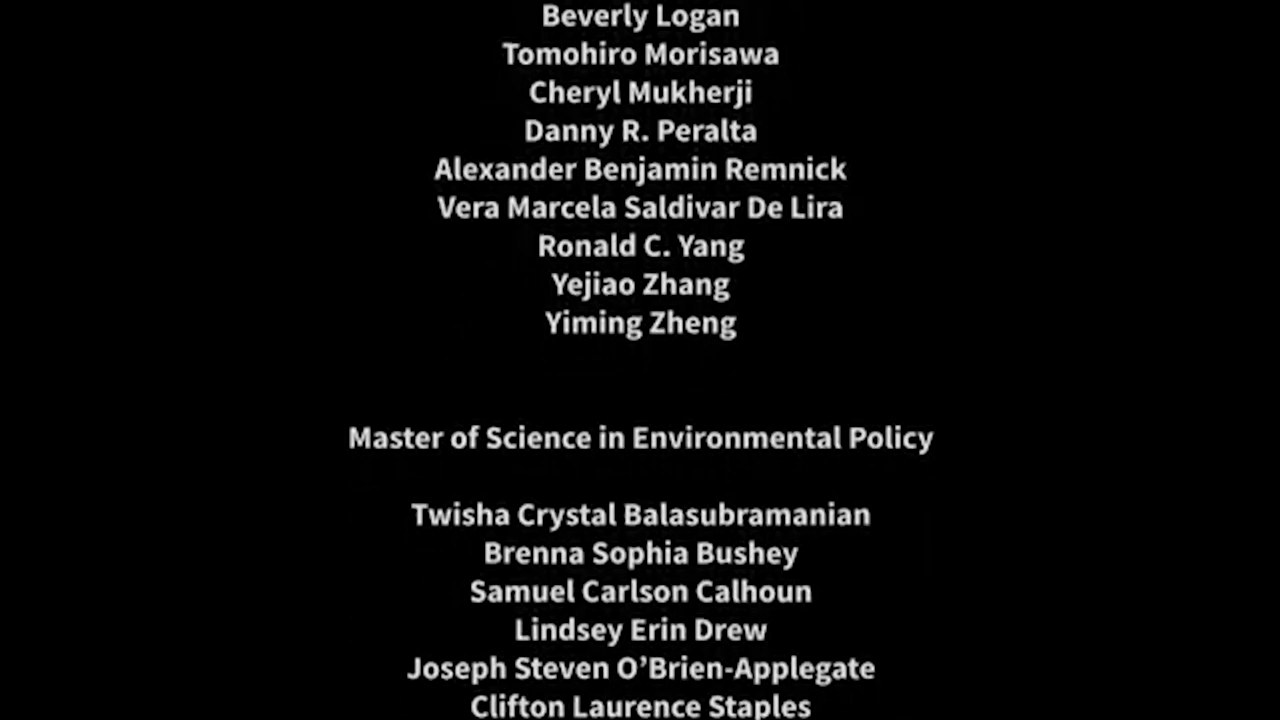 Beverly Logan
Tomohiro Morisawa
Cheryl Mukherji
Danny R. Peralta
Alexander Benjamin Remnick
Vera Marcela Saldivar De Lira
Ronald C. Yang
Yejiao Zhang
Yiming Zheng
Master of Science in Environmental Policy
Twisha Crystal Balasubramanian
Brenna Sophia Bushey
Samuel Carlson Calhoun
Lindsey Erin Drew
Joseph Steven O’Brien-Applegate
Clifton Laurence Staples